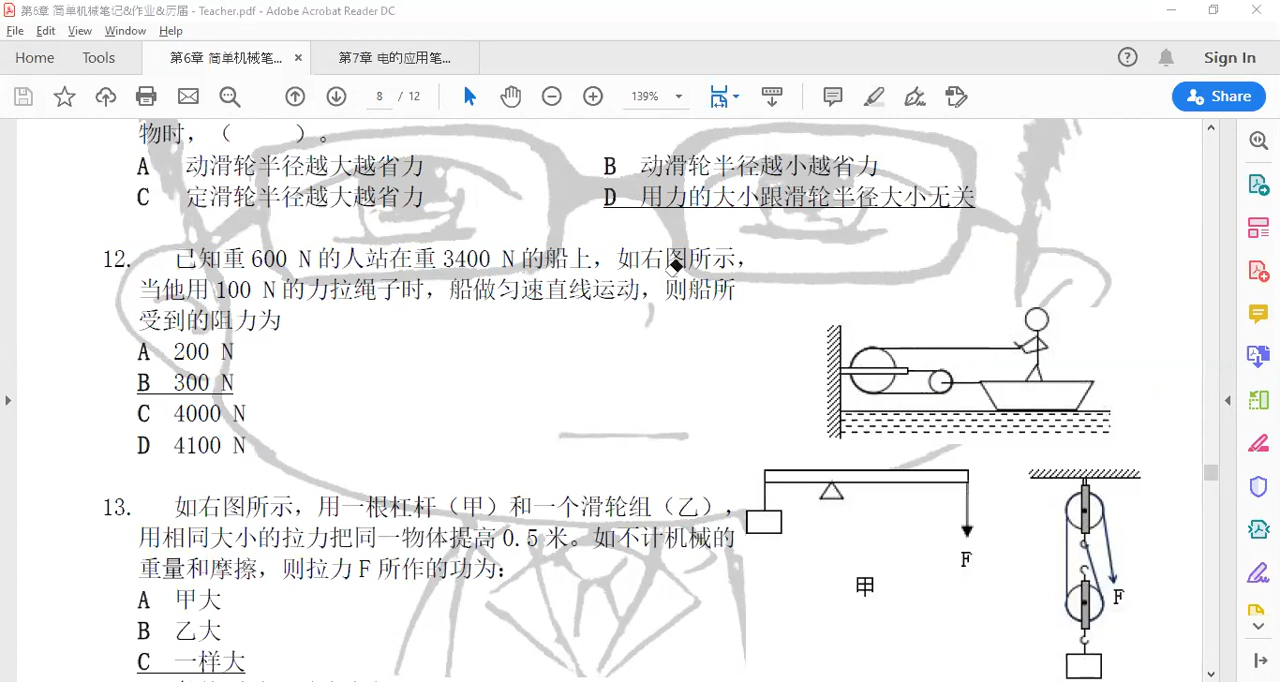 第6章 简单机械笔记&作业&历届 - Teacher.pdf - Adobe Acrobat Reader DC
File Edit View Window Help
Home Tools 第6章 简单机械笔... × 第7章 电的应用笔... Sign In
8 / 12 139% Share
物时，（ ）。
A 动滑轮半径越大越省力 B 动滑轮半径越小越省力
C 定滑轮半径越大越省力 D 用力的大小跟滑轮半径大小无关
12. 已知重 600 N 的人站在重 3400 N 的船上，如右图所示，
当他用 100 N 的力拉绳子时，船做匀速直线运动，则船所
受到的阻力为
A 200 N
B 300 N
C 4000 N
D 4100 N
13. 如右图所示，用一根杠杆（甲）和一个滑轮组（乙），
用相同大小的拉力把同一物体提高 0.5 米。如不计机械的
重量和摩擦，则拉力 F 所作的功为：
A 甲大
B 乙大
C 一样大
F
甲
F